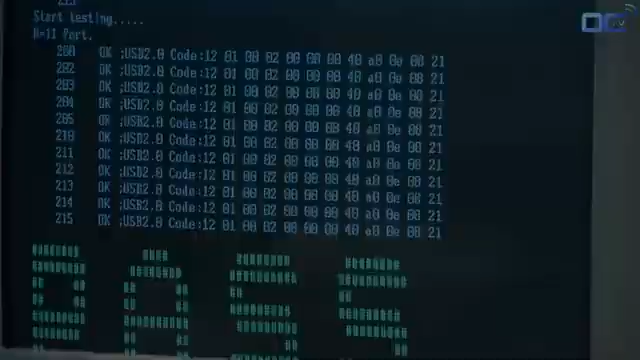 Start testing.....
N=11 Port.
200 OK ;USB2.0 Code:12 01 00 02 00 00 00 40 a0 0e 00 21
202 OK ;USB2.0 Code:12 01 00 02 00 00 00 40 a0 0e 00 21
203 OK ;USB2.0 Code:12 01 00 02 00 00 00 40 a0 0e 00 21
204 OK ;USB2.0 Code:12 01 00 02 00 00 00 40 a0 0e 00 21
205 OK ;USB2.0 Code:12 01 00 02 00 00 00 40 a0 0e 00 21
210 OK ;USB2.0 Code:12 01 00 02 00 00 00 40 a0 0e 00 21
211 OK ;USB2.0 Code:12 01 00 02 00 00 00 40 a0 0e 00 21
212 OK ;USB2.0 Code:12 01 00 02 00 00 00 40 a0 0e 00 21
213 OK ;USB2.0 Code:12 01 00 02 00 00 00 40 a0 0e 00 21
214 OK ;USB2.0 Code:12 01 00 02 00 00 00 40 a0 0e 00 21
215 OK ;USB2.0 Code:12 01 00 02 00 00 00 40 a0 0e 00 21
PASS